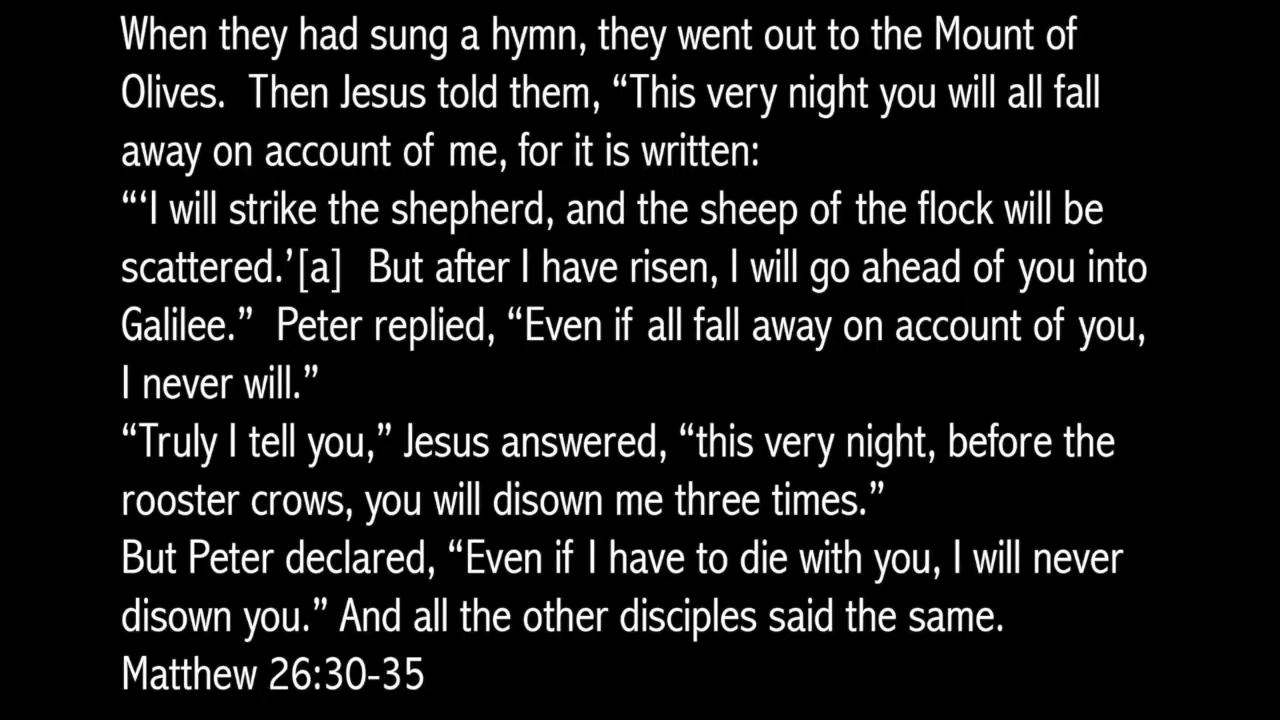 When they had sung a hymn, they went out to the Mount of
Olives.  Then Jesus told them, “This very night you will all fall
away on account of me, for it is written:
“‘I will strike the shepherd, and the sheep of the flock will be
scattered.’[a]  But after I have risen, I will go ahead of you into
Galilee.”  Peter replied, “Even if all fall away on account of you,
I never will.”
“Truly I tell you,” Jesus answered, “this very night, before the
rooster crows, you will disown me three times.”
But Peter declared, “Even if I have to die with you, I will never
disown you.” And all the other disciples said the same.
Matthew 26:30-35